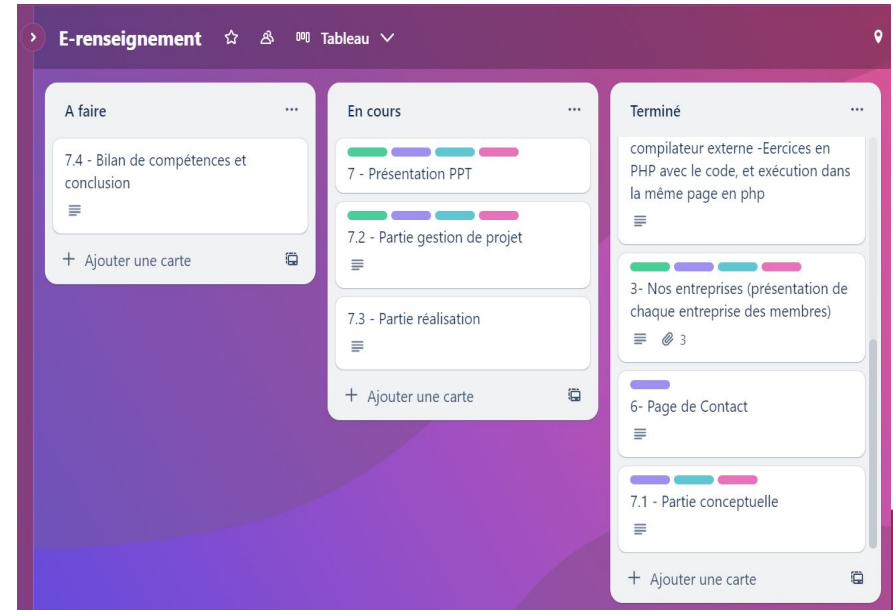 E-renseignement
Tableau
A faire
7.4 - Bilan de compétences et
conclusion
+ Ajouter une carte
En cours
7 - Présentation PPT
7.2 - Partie gestion de projet
7.3 - Partie réalisation
+ Ajouter une carte
Terminé
compilateur externe -Eercices en
PHP avec le code, et exécution dans
la même page en php
3- Nos entreprises (présentation de
chaque entreprise des membres)
3
6- Page de Contact
7.1 - Partie conceptuelle
+ Ajouter une carte